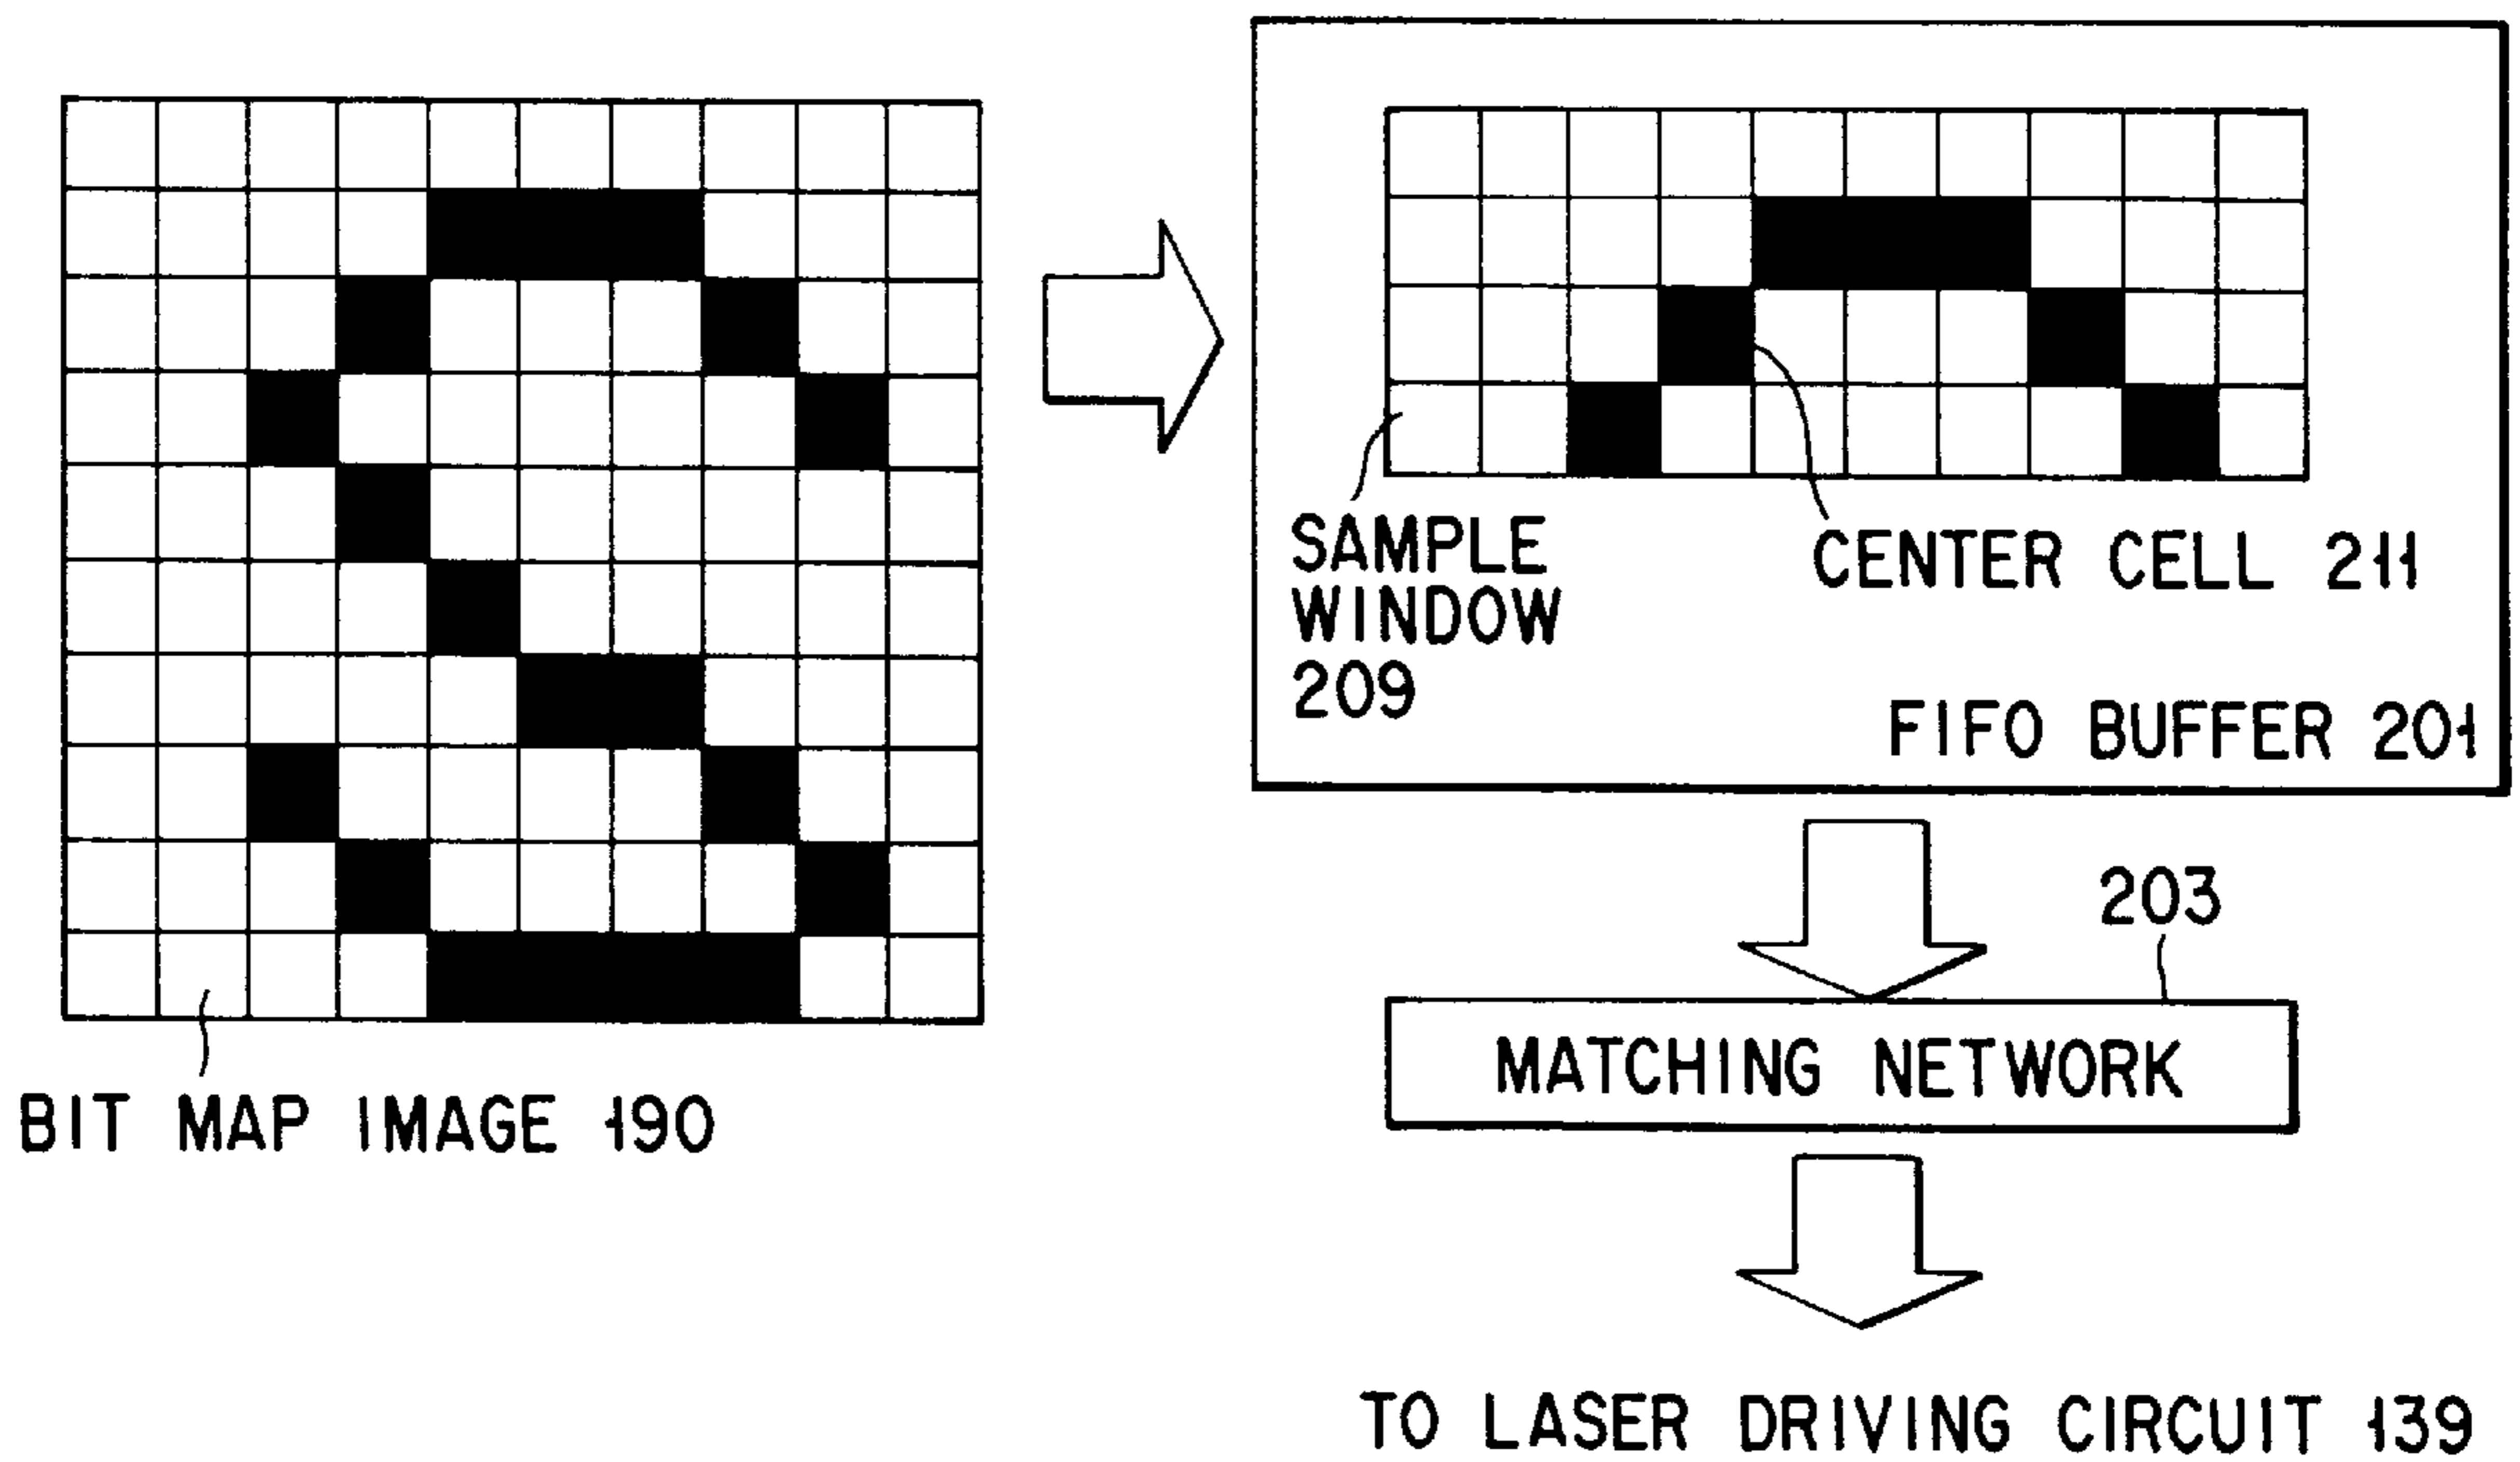 SAMPLE
WINDOW
209
CENTER CELL 211
FIFO BUFFER 201
203
MATCHING NETWORK
BIT MAP IMAGE 190
TO LASER DRIVING CIRCUIT 139